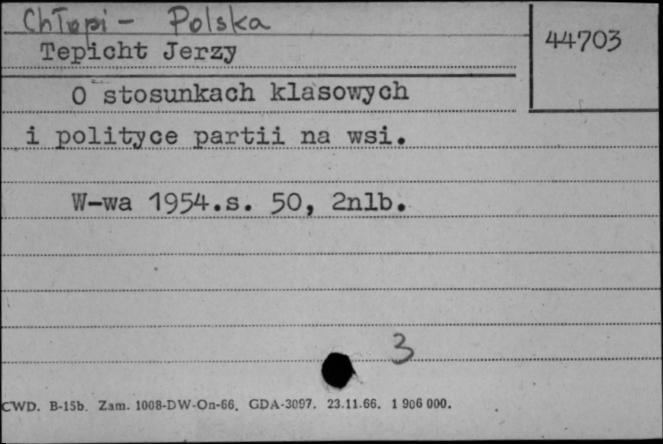 Chłopi - Polska
44703
Tepicht Jerzy
O stosunkach klasowych
i polityce partii na wsi.
W-wa 1954.s. 50, 2nlb.
3
CWD. B-15b. Zam. 1008-DW-On-66. GDA-3097. 23.11.66. 1 906 000.